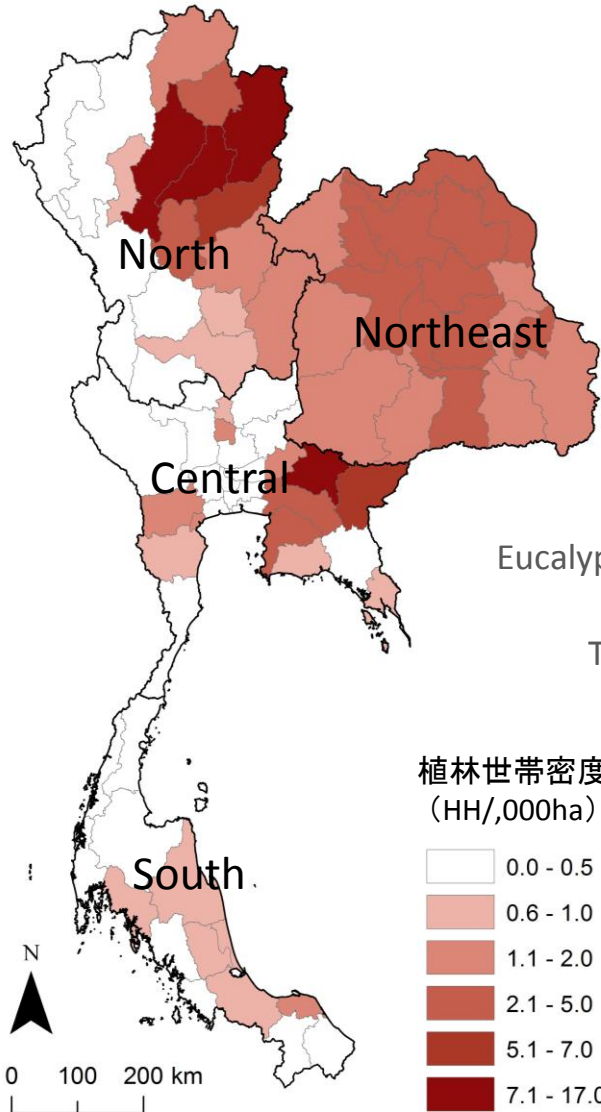 North
Northeast
Central
Eucalyp
T
植林世帯密度
（HH/,000ha）
South
0.0 - 0.5
0.6 - 1.0
1.1 - 2.0
2.1 - 5.0
5.1 - 7.0
7.1 - 17.0
N
0 100 200 km